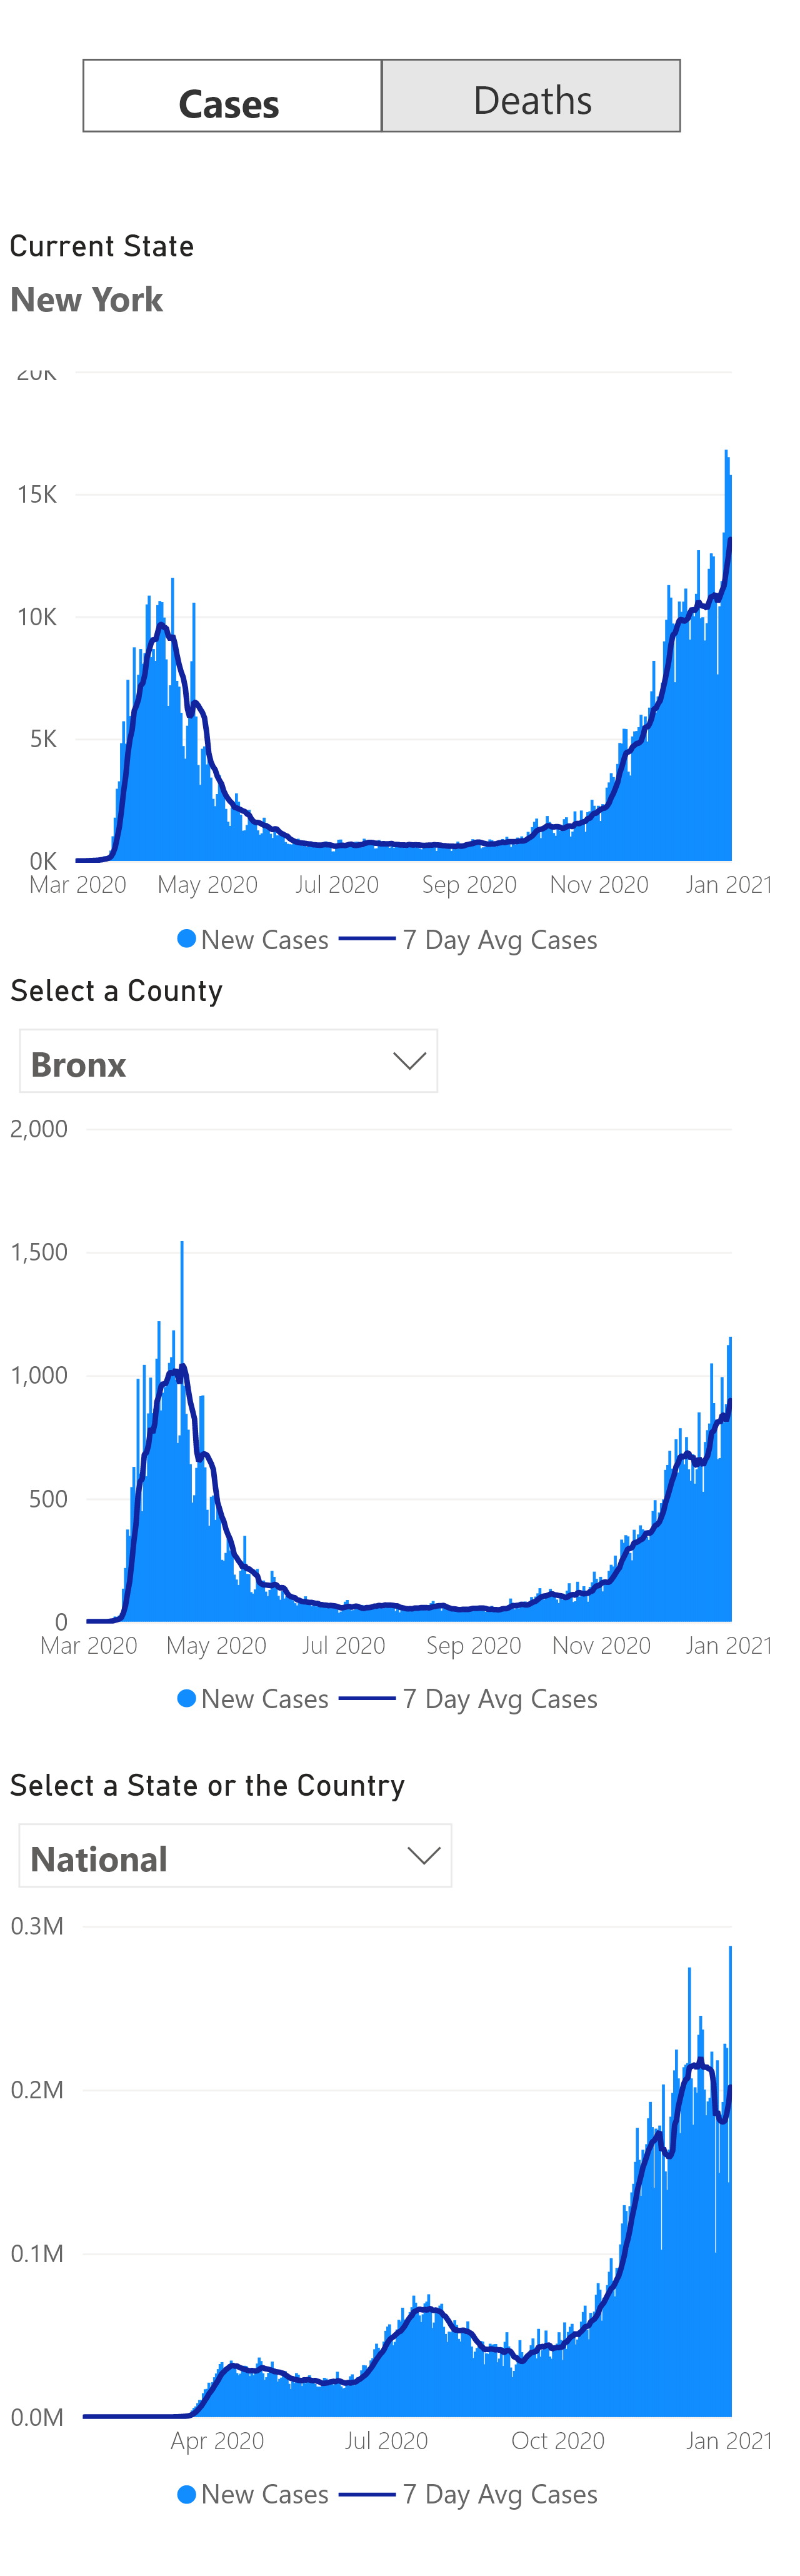 Cases Deaths
Current State
New York
20K
15K
10K
5K
0K
Mar 2020 May 2020 Jul 2020 Sep 2020 Nov 2020 Jan 2021
New Cases 7 Day Avg Cases
Select a County
Bronx
2,000
1,500
1,000
500
0
Mar 2020 May 2020 Jul 2020 Sep 2020 Nov 2020 Jan 2021
New Cases 7 Day Avg Cases
Select a State or the Country
National
0.3M
0.2M
0.1M
0.0M
Apr 2020 Jul 2020 Oct 2020 Jan 2021
New Cases 7 Day Avg Cases